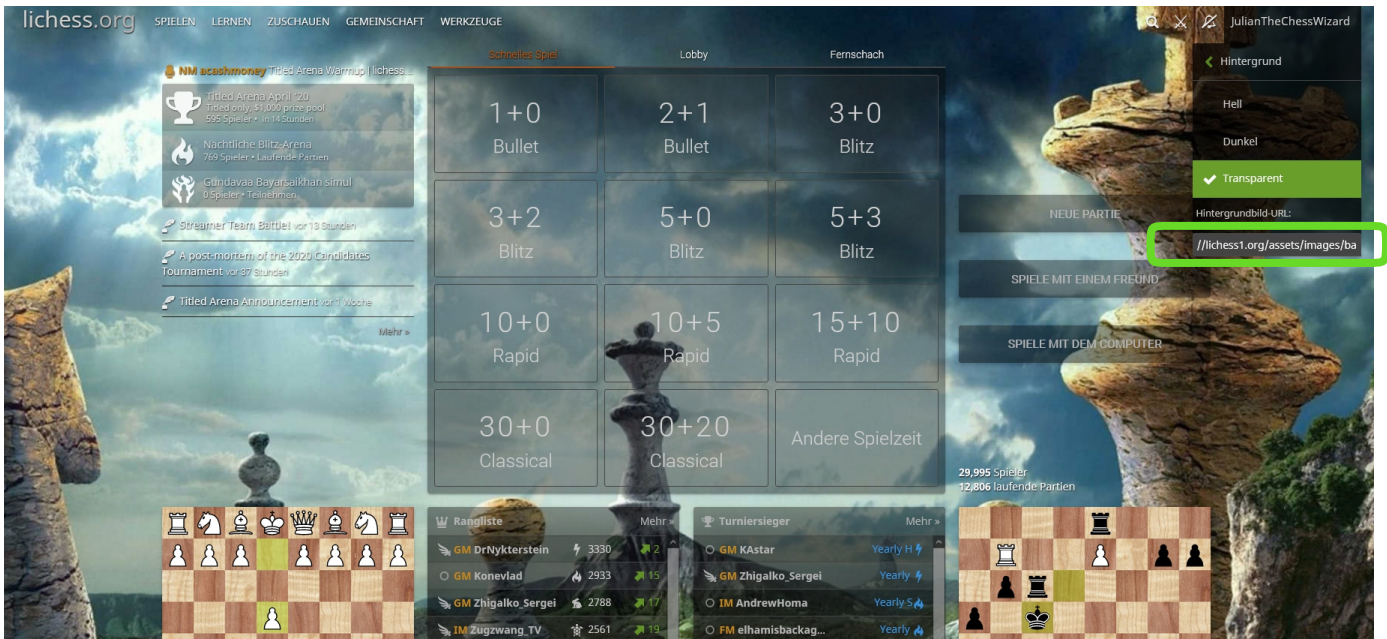 lichess.org SPIELEN LERNEN ZUSCHAUEN GEMEINSCHAFT WERKZEUGE JulianTheChessWizard
Hintergrund
Hell
Dunkel
Transparent
Hintergrundbild-URL:
//lichess1.org/assets/images/ba
NM acashmoney Titled Arena Warmup | lichess...
Titled Arena April '20
Titled only, $1,000 prize pool
595 Spieler • in 14 Stunden
Nächtliche Blitz-Arena
769 Spieler • Laufende Partien
Gundavaa Bayarsaikhan simul
0 Spieler • Teilnehmen
Streamer Team Battle! vor 13 Stunden
A post-mortem of the 2020 Candidates
Tournament vor 37 Stunden
Titled Arena Announcement vor 1 Woche
Mehr »
Schnelles Spiel Lobby Fernschach
1+0 2+1 3+0
Bullet Bullet Blitz
3+2 5+0 5+3
Blitz Blitz Blitz
10+0 10+5 15+10
Rapid Rapid Rapid
30+0 30+20 Andere Spielzeit
Classical Classical
NEUE PARTIE
SPIELE MIT EINEM FREUND
SPIELE MIT DEM COMPUTER
29,995 Spieler
12,806 laufende Partien
Rangliste Mehr »
GM DrNykterstein 3330 2
GM Konevlad 2933 15
GM Zhigalko_Sergei 2788 17
IM Zugzwang_TV 2561 19
Turniersieger Mehr »
GM KAstar Yearly H
GM Zhigalko_Sergei Yearly
IM AndrewHoma Yearly S
FM elhamisbackag... Yearly